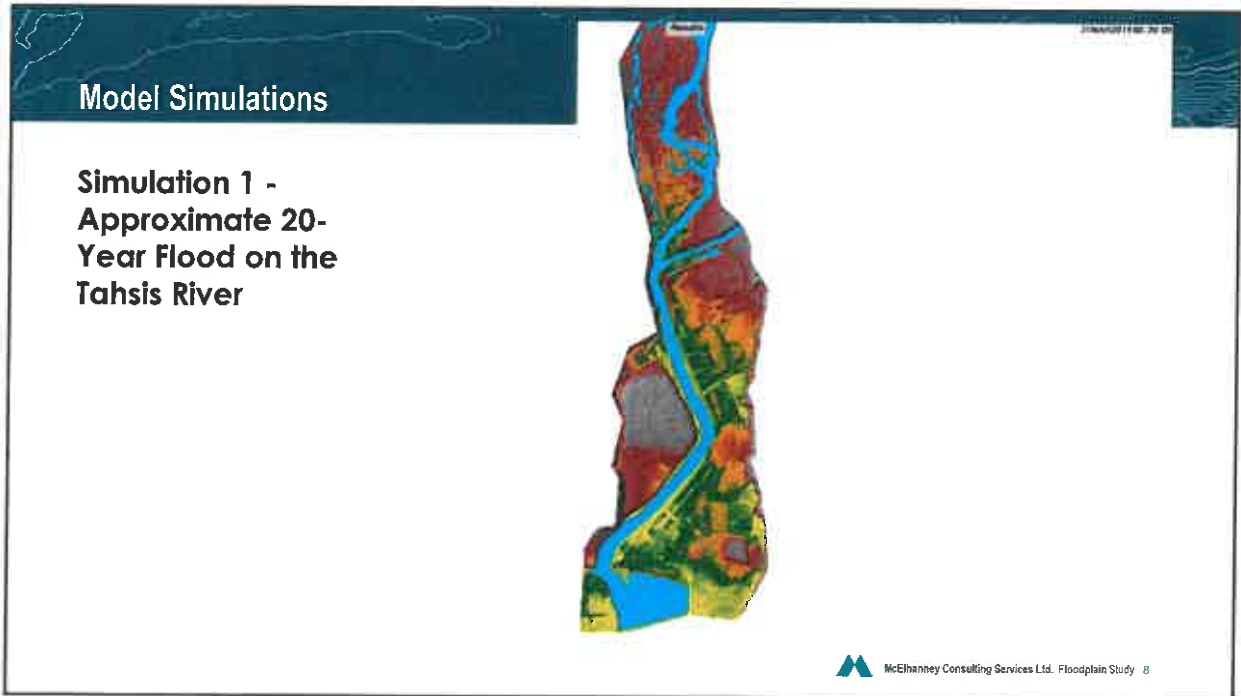 Model Simulations
Results
Simulation 1 -
Approximate 20-
Year Flood on the
Tahsis River
McElhanney Consulting Services Ltd. Floodplain Study 8